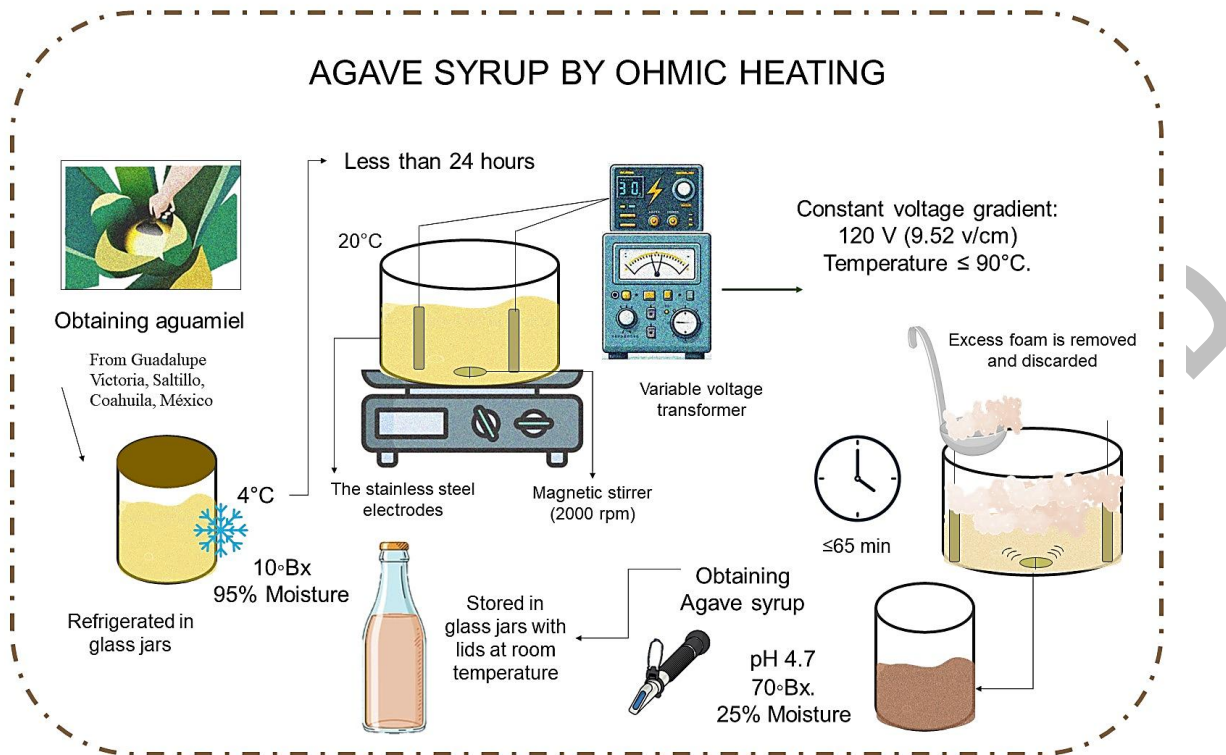 AGAVE SYRUP BY OHMIC HEATING
Obtaining aguamiel
From Guadalupe
Victoria, Saltillo,
Coahuila, México
4°C
10◦Bx
95% Moisture
Refrigerated in
glass jars
Less than 24 hours
20°C
30
The stainless steel
electrodes
Magnetic stirrer
(2000 rpm)
Variable voltage
transformer
Constant voltage gradient:
120 V (9.52 v/cm)
Temperature ≤ 90°C.
Excess foam is removed
and discarded
≤65 min
Obtaining
Agave syrup
pH 4.7
70◦Bx.
25% Moisture
Stored in
glass jars with
lids at room
temperature